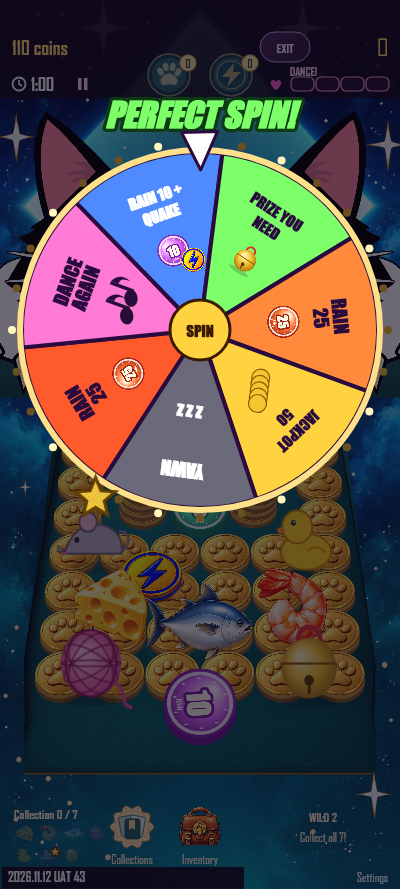 110 coins
EXIT
0
0
1:00
DANCE!
PERFECT SPIN!
RAIN 10 +
QUAKE
10
PRIZE YOU
NEED
DANCE
AGAIN
RAIN
25
25
SPIN
RAIN
25
25
JACKPOT
50
ZZZ
YAWN
10
Collection 0 / 7
WILD 2
Collect all 7!
Collections
Inventory
2026.11.12 UAT 43
Settings